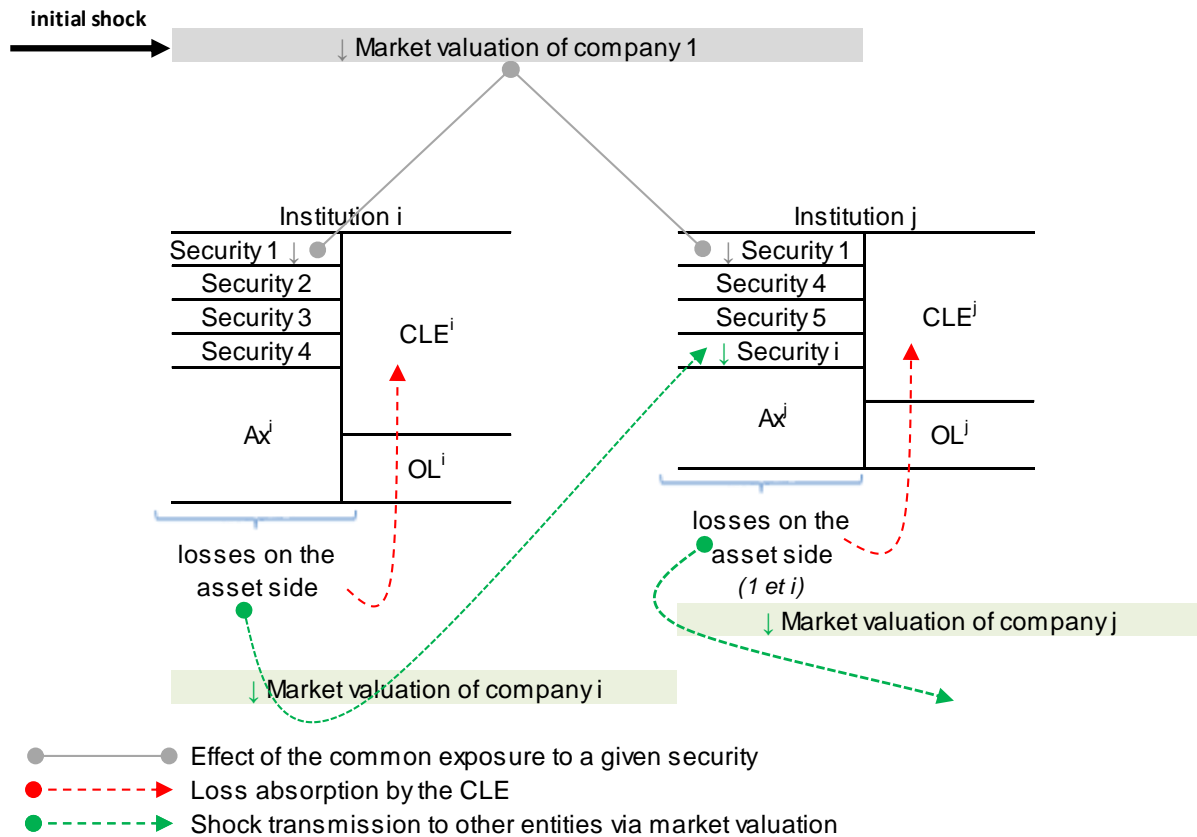 initial shock
↓ Market valuation of company 1
Institution i
Security 1 ↓
Security 2
Security 3
Security 4
CLE^i
Ax^i
OL^i
losses on the
asset side
Institution j
↓ Security 1
Security 4
Security 5
↓ Security i
CLE^j
Ax^j
OL^j
losses on the
asset side
(1 et i)
↓ Market valuation of company j
↓ Market valuation of company i
Effect of the common exposure to a given security
Loss absorption by the CLE
Shock transmission to other entities via market valuation